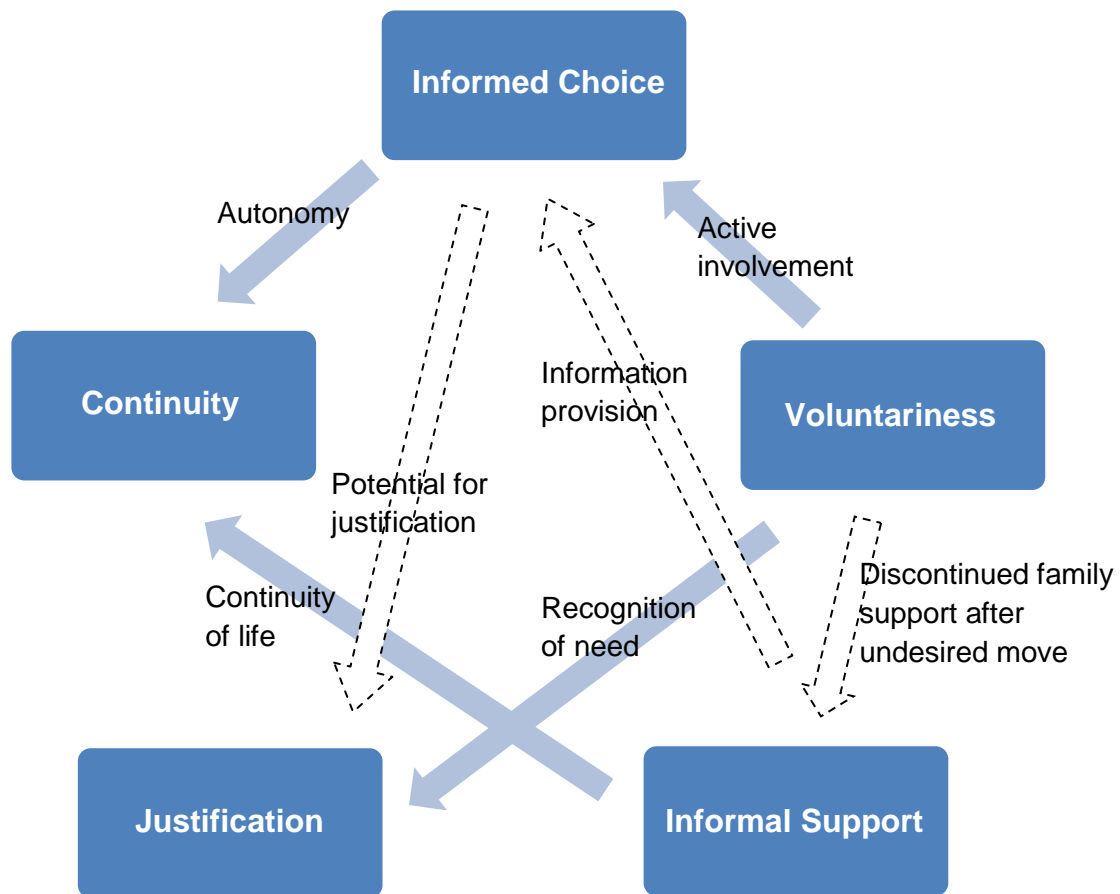 Informed Choice
Autonomy
Active
involvement
Continuity
Information
provision
Voluntariness
Potential for
justification
Continuity
of life
Recognition
of need
Discontinued family
support after
undesired move
Justification
Informal Support